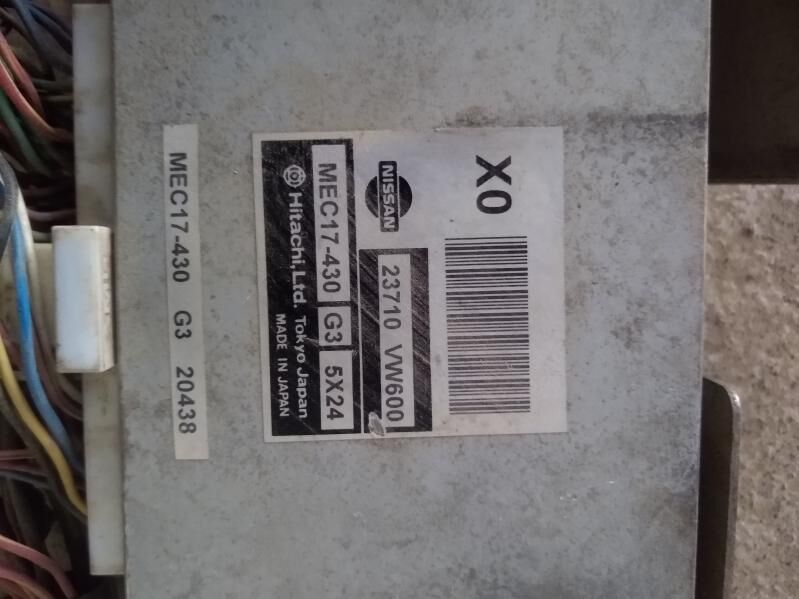 X0
NISSAN
23710 VW600
MEC17-430 G3 5X24
Hitachi, Ltd. Tokyo Japan
MADE IN JAPAN
MEC17-430 G3 20438